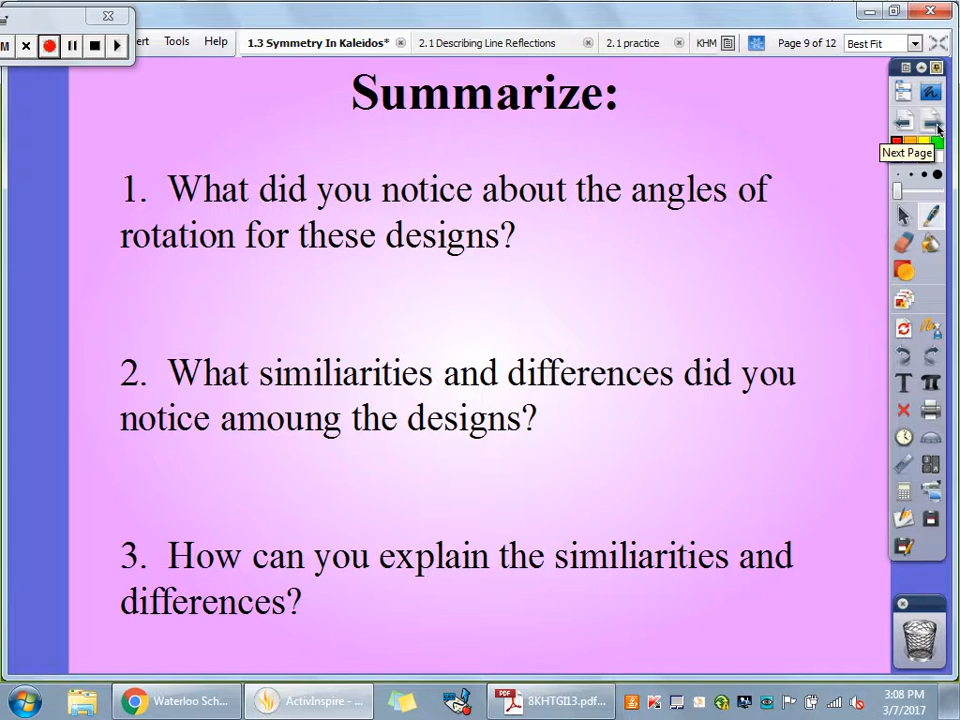 M
ert Tools Help
1.3 Symmetry In Kaleidos*
2.1 Describing Line Reflections
2.1 practice
KHM
Page 9 of 12
Best Fit
Summarize:
Next Page
1. What did you notice about the angles of
rotation for these designs?
2. What similiarities and differences did you
notice amoung the designs?
3. How can you explain the similiarities and
differences?
Waterloo Sch...
ActivInspire - ...
8KHTGI13.pdf...
3:08 PM
3/7/2017